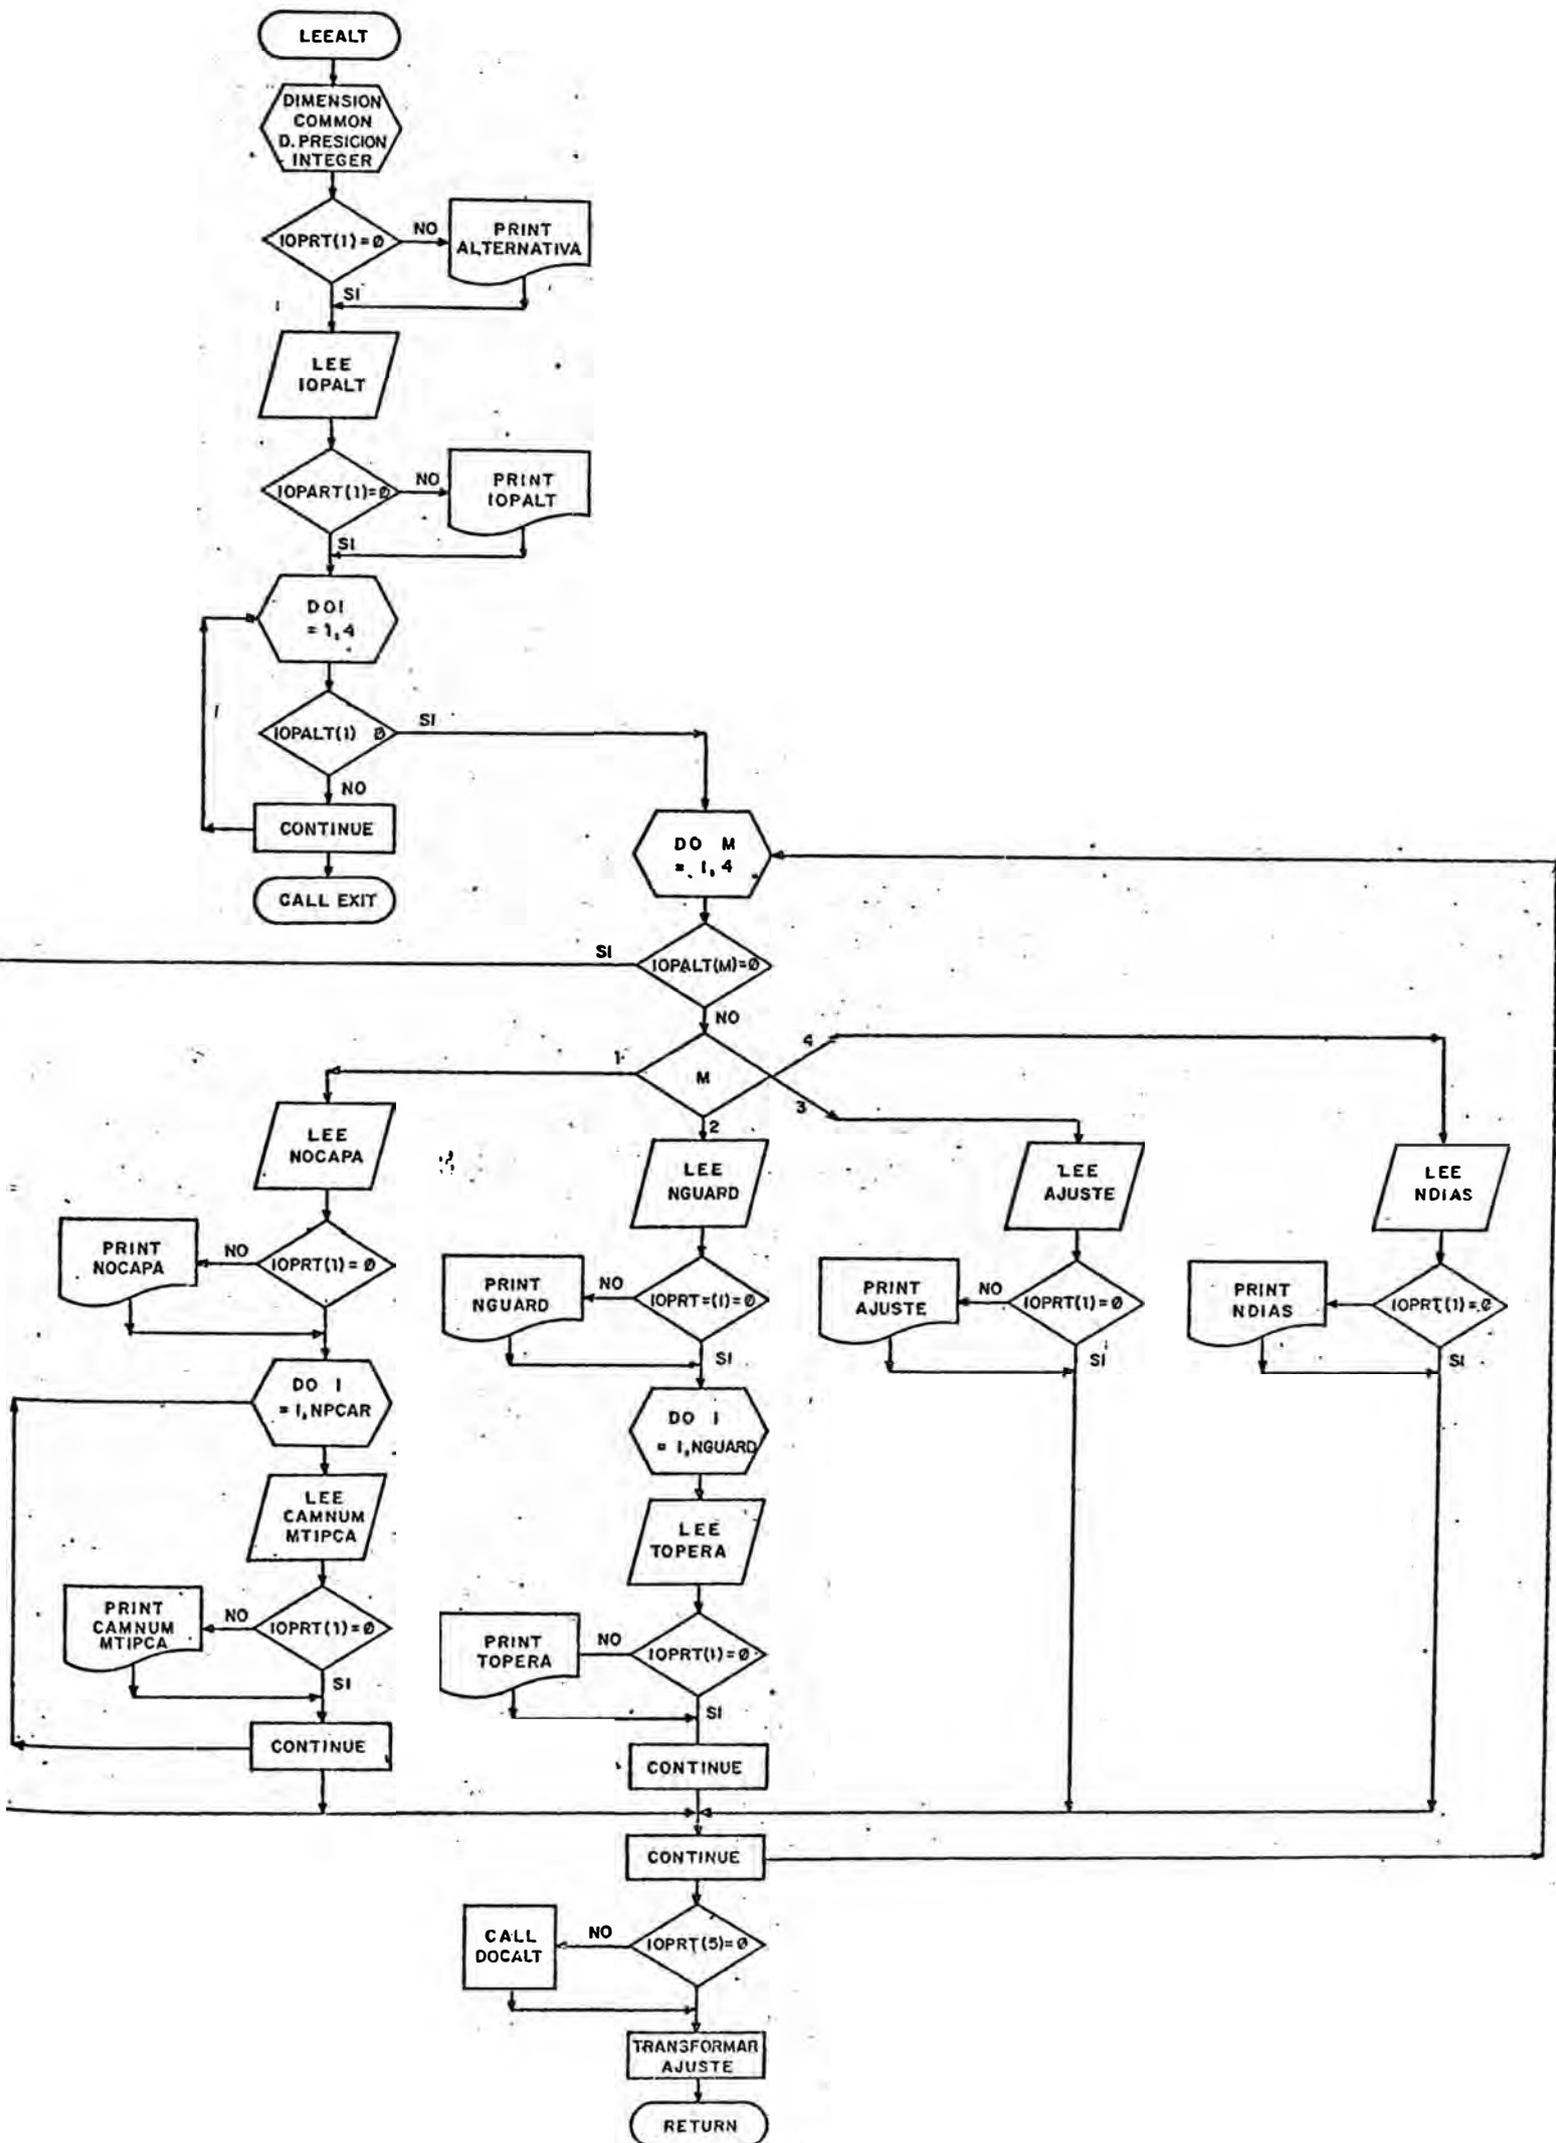 LEEALT
DIMENSION
COMMON
D. PRESICION
INTEGER
IOPRT(1)=Ø
NO
PRINT
ALTERNATIVA
SI
LEE
IOPALT
IOPART(1)=Ø
NO
PRINT
IOPALT
SI
DO I
= 1,4
IOPALT(1) Ø
SI
NO
CONTINUE
CALL EXIT
DO M
= 1,4
IOPALT(M)=Ø
SI
NO
M
1
2
3
4
LEE
NOCAPA
IOPRT(1)=Ø
NO
PRINT
NOCAPA
DO I
= 1,NPCAR
LEE
CAMNUM
MTIPCA
IOPRT(1)=Ø
NO
PRINT
CAMNUM
MTIPCA
SI
CONTINUE
LEE
NGUARD
IOPRT=(1)=Ø
NO
PRINT
NGUARD
SI
DO I
= 1,NGUARD
LEE
TOPERA
IOPRT(1)=Ø
NO
PRINT
TOPERA
SI
CONTINUE
LEE
AJUSTE
IOPRT(1)=Ø
NO
PRINT
AJUSTE
SI
LEE
NDIAS
IOPRT(1)=Ø
PRINT
NDIAS
SI
CONTINUE
IOPRT(5)=Ø
NO
CALL
DOCALT
TRANSFORMAR
AJUSTE
RETURN